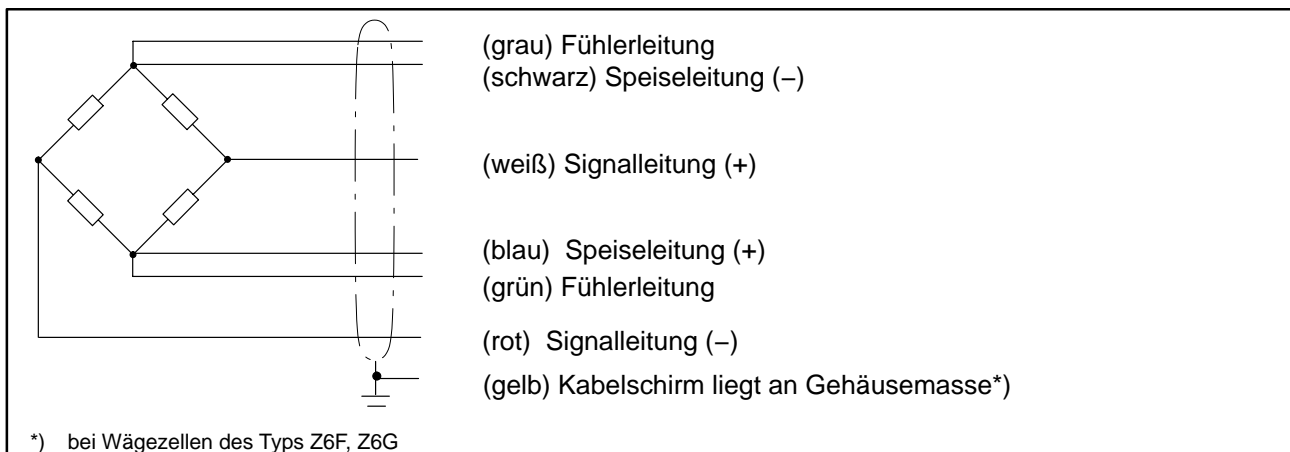 (grau) Fühlerleitung
(schwarz) Speiseleitung (−)
(weiß) Signalleitung (+)
(blau) Speiseleitung (+)
(grün) Fühlerleitung
(rot) Signalleitung (−)
(gelb) Kabelschirm liegt an Gehäusemasse*)
*) bei Wägezellen des Typs Z6F, Z6G